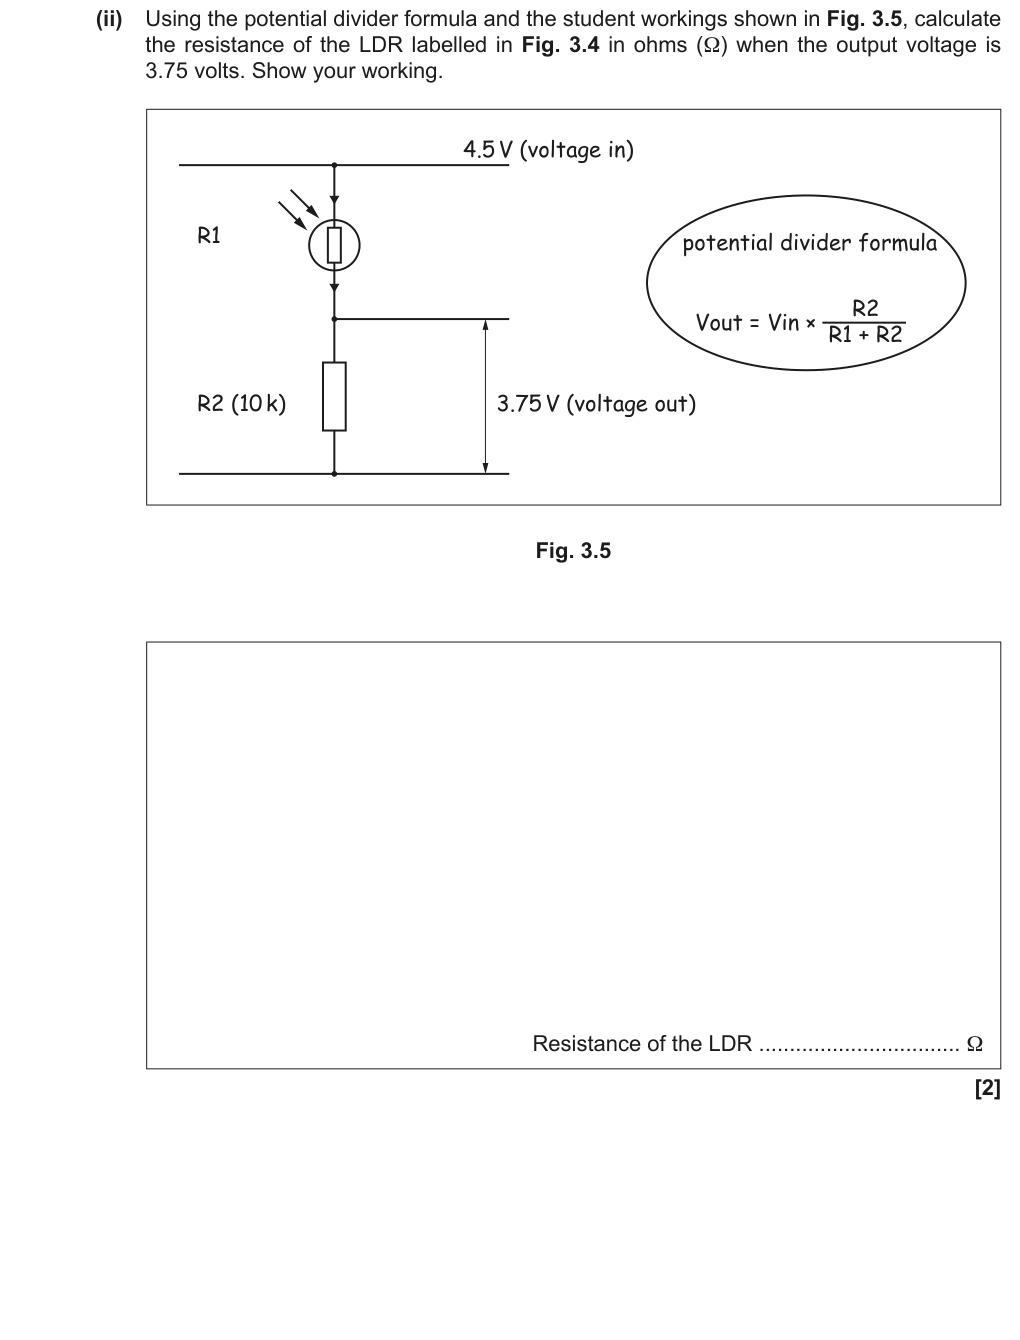 (ii) Using the potential divider formula and the student workings shown in Fig. 3.5, calculate
the resistance of the LDR labelled in Fig. 3.4 in ohms (Ω) when the output voltage is
3.75 volts. Show your working.
4.5 V (voltage in)
R1
potential divider formula
Vout = Vin × R2
R1 + R2
R2 (10 k)
3.75 V (voltage out)
Fig. 3.5
Resistance of the LDR ................................. Ω
[2]